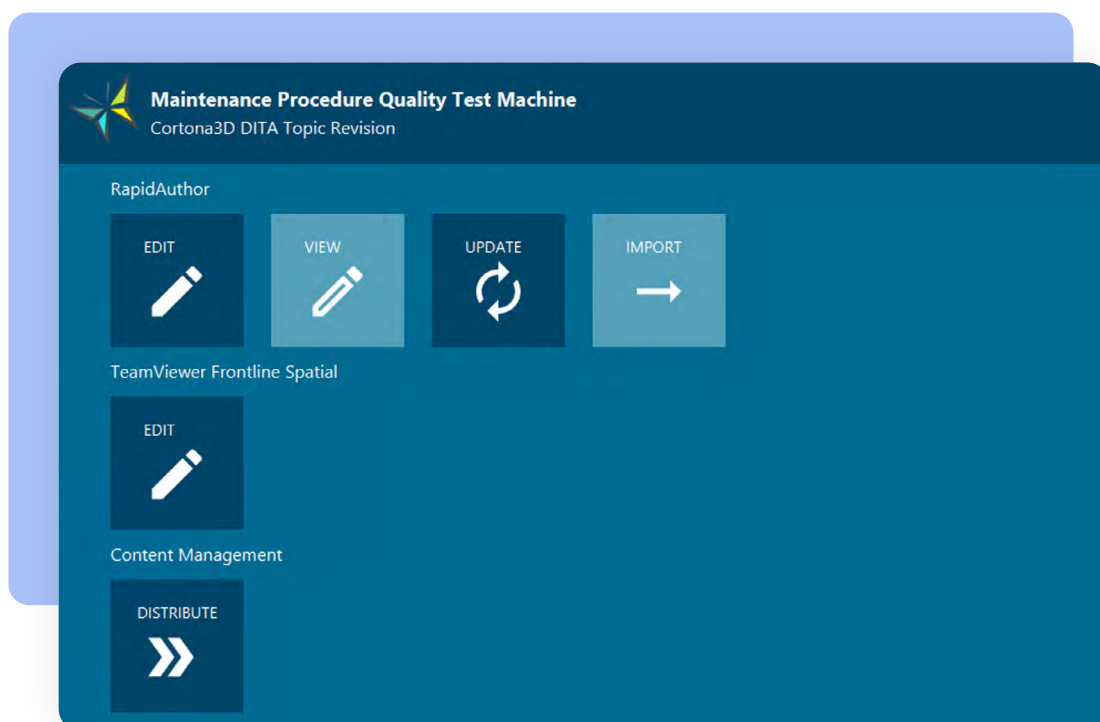 Maintenance Procedure Quality Test Machine
Cortona3D DITA Topic Revision
RapidAuthor
EDIT
VIEW
UPDATE
IMPORT
TeamViewer Frontline Spatial
EDIT
Content Management
DISTRIBUTE